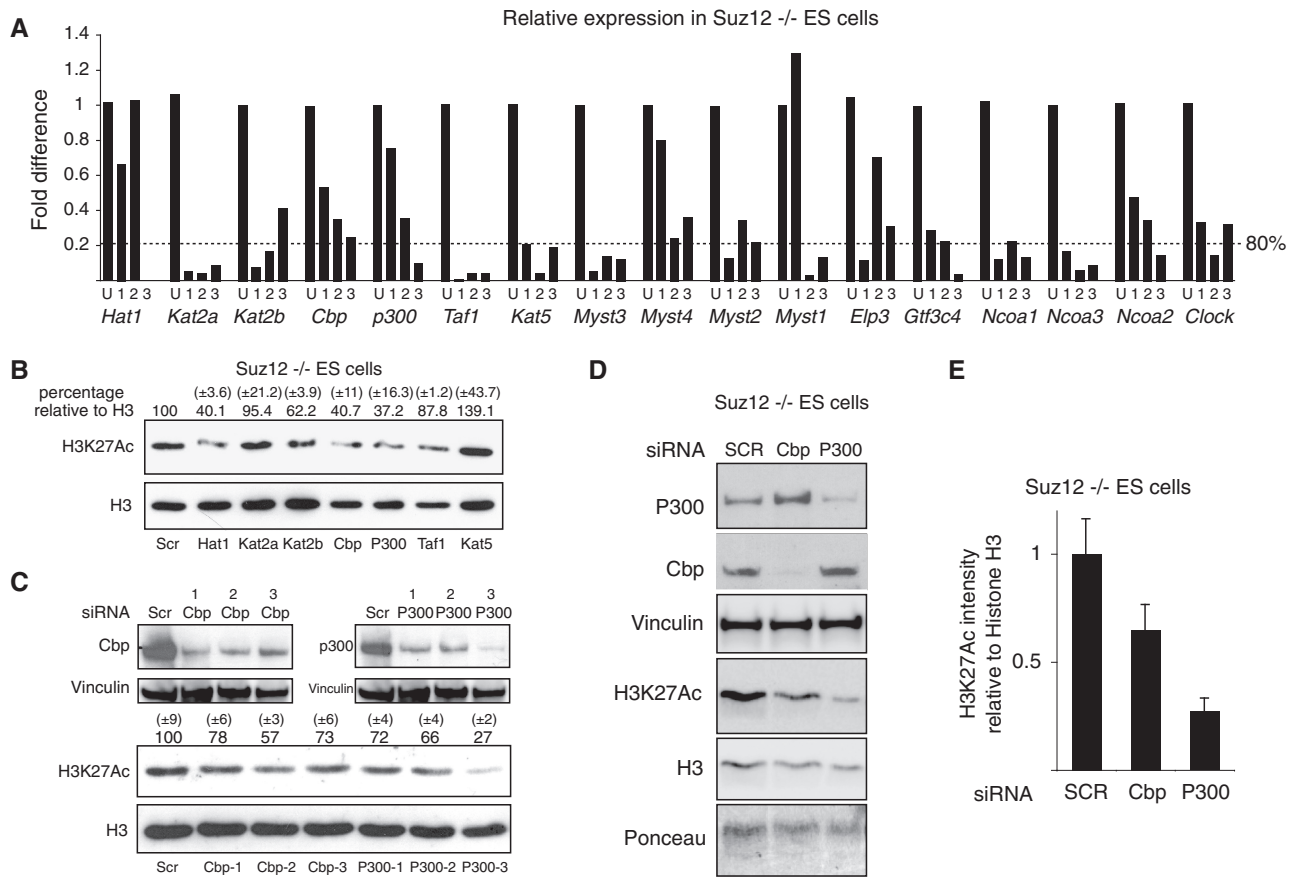 A
Relative expression in Suz12 -/- ES cells
Fold difference
1.4
1.2
1
0.8
0.6
0.4
0.2
80%
U 1 2 3 U 1 2 3 U 1 2 3 U 1 2 3 U 1 2 3 U 1 2 3 U 1 2 3 U 1 2 3 U 1 2 3 U 1 2 3 U 1 2 3 U 1 2 3 U 1 2 3 U 1 2 3 U 1 2 3 U 1 2 3 U 1 2 3
Hat1 Kat2a Kat2b Cbp p300 Taf1 Kat5 Myst3 Myst4 Myst2 Myst1 Elp3 Gtf3c4 Ncoa1 Ncoa3 Ncoa2 Clock
B
Suz12 -/- ES cells
percentage
relative to H3
(±3.6) (±21.2) (±3.9) (±11) (±16.3) (±1.2) (±43.7)
100 40.1 95.4 62.2 40.7 37.2 87.8 139.1
H3K27Ac
H3
Scr Hat1 Kat2a Kat2b Cbp P300 Taf1 Kat5
C
1 2 3
siRNA Scr Cbp Cbp Cbp
Cbp
Vinculin
1 2 3
Scr P300 P300 P300
p300
Vinculin
(±9) (±6) (±3) (±6) (±4) (±4) (±2)
100 78 57 73 72 66 27
H3K27Ac
H3
Scr Cbp-1 Cbp-2 Cbp-3 P300-1 P300-2 P300-3
D
Suz12 -/- ES cells
siRNA SCR Cbp P300
P300
Cbp
Vinculin
H3K27Ac
H3
Ponceau
E
Suz12 -/- ES cells
H3K27Ac intensity
relative to Histone H3
1
0.5
siRNA SCR Cbp P300